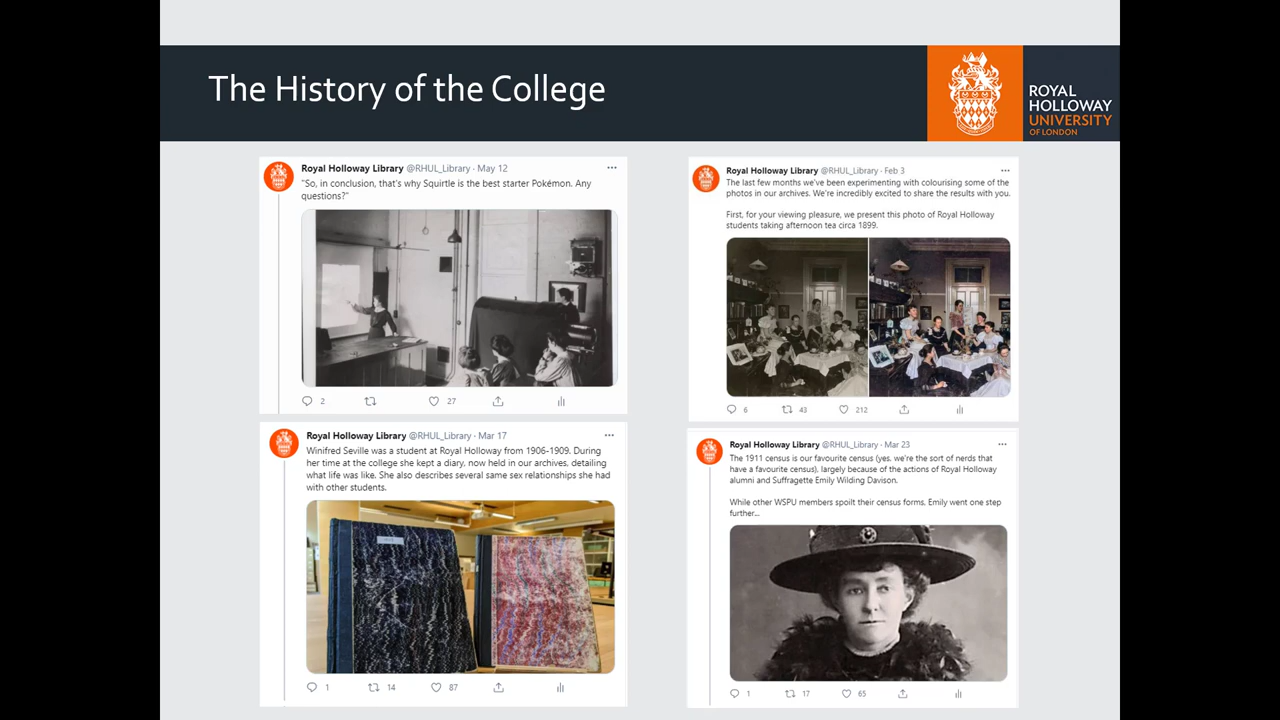 The History of the College
ROYAL
HOLLOWAY
UNIVERSITY
OF LONDON
Royal Holloway Library @RHUL_Library · May 12
"So, in conclusion, that's why Squirtle is the best starter Pokémon. Any
questions?"
2 27
Royal Holloway Library @RHUL_Library · Feb 3
The last few months we've been experimenting with colourising some of the
photos in our archives. We're incredibly excited to share the results with you.
First, for your viewing pleasure, we present this photo of Royal Holloway
students taking afternoon tea circa 1899.
6 43 212
Royal Holloway Library @RHUL_Library · Mar 17
Winifred Seville was a student at Royal Holloway from 1906-1909. During
her time at the college she kept a diary, now held in our archives, detailing
what life was like. She also describes several same sex relationships she had
with other students.
1 14 87
Royal Holloway Library @RHUL_Library · Mar 23
The 1911 census is our favourite census (yes, we're the sort of nerds that
have a favourite census), largely because of the actions of Royal Holloway
alumni and Suffragette Emily Wilding Davison.
While other WSPU members spoilt their census forms, Emily went one step
further...
1 17 65